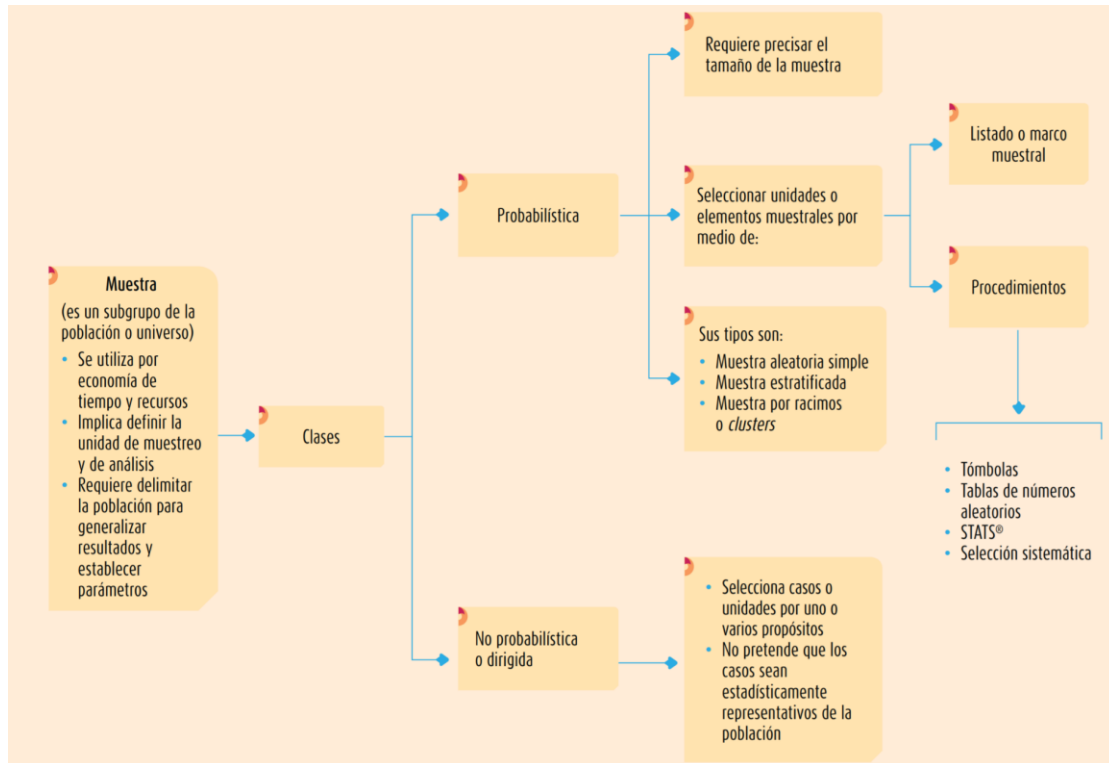 Muestra
(es un subgrupo de la
población o universo)
• Se utiliza por
economía de
tiempo y recursos
• Implica definir la
unidad de muestreo
y de análisis
• Requiere delimitar
la población para
generalizar
resultados y
establecer
parámetros
Clases
Probabilística
Requiere precisar el
tamaño de la muestra
Seleccionar unidades o
elementos muestrales por
medio de:
Listado o marco
muestral
Procedimientos
• Tómbolas
• Tablas de números
aleatorios
• STATS®
• Selección sistemática
Sus tipos son:
• Muestra aleatoria simple
• Muestra estratificada
• Muestra por racimos
o clusters
No probabilística
o dirigida
• Selecciona casos o
unidades por uno o
varios propósitos
• No pretende que los
casos sean
estadísticamente
representativos de la
población